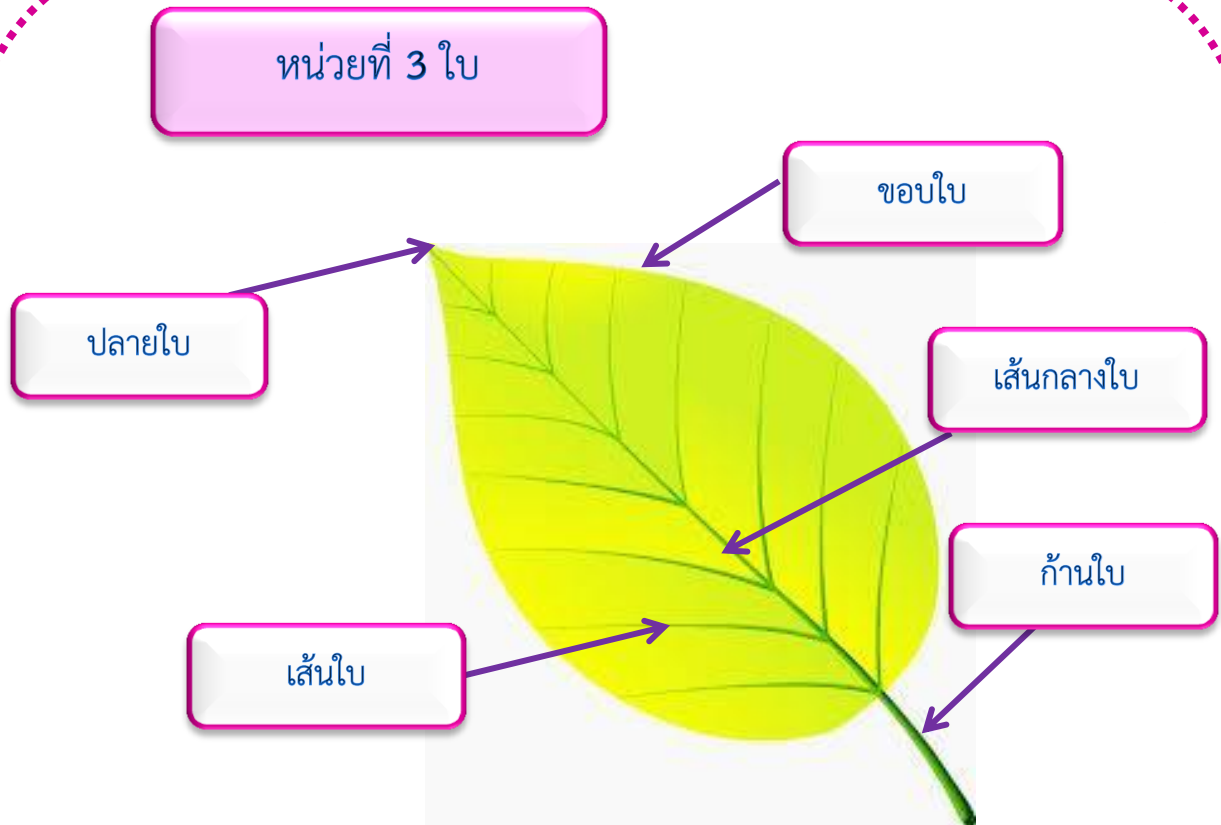 หน่วยที่ 3 ใบ
ขอบใบ
ปลายใบ
เส้นกลางใบ
ก้านใบ
เส้นใบ